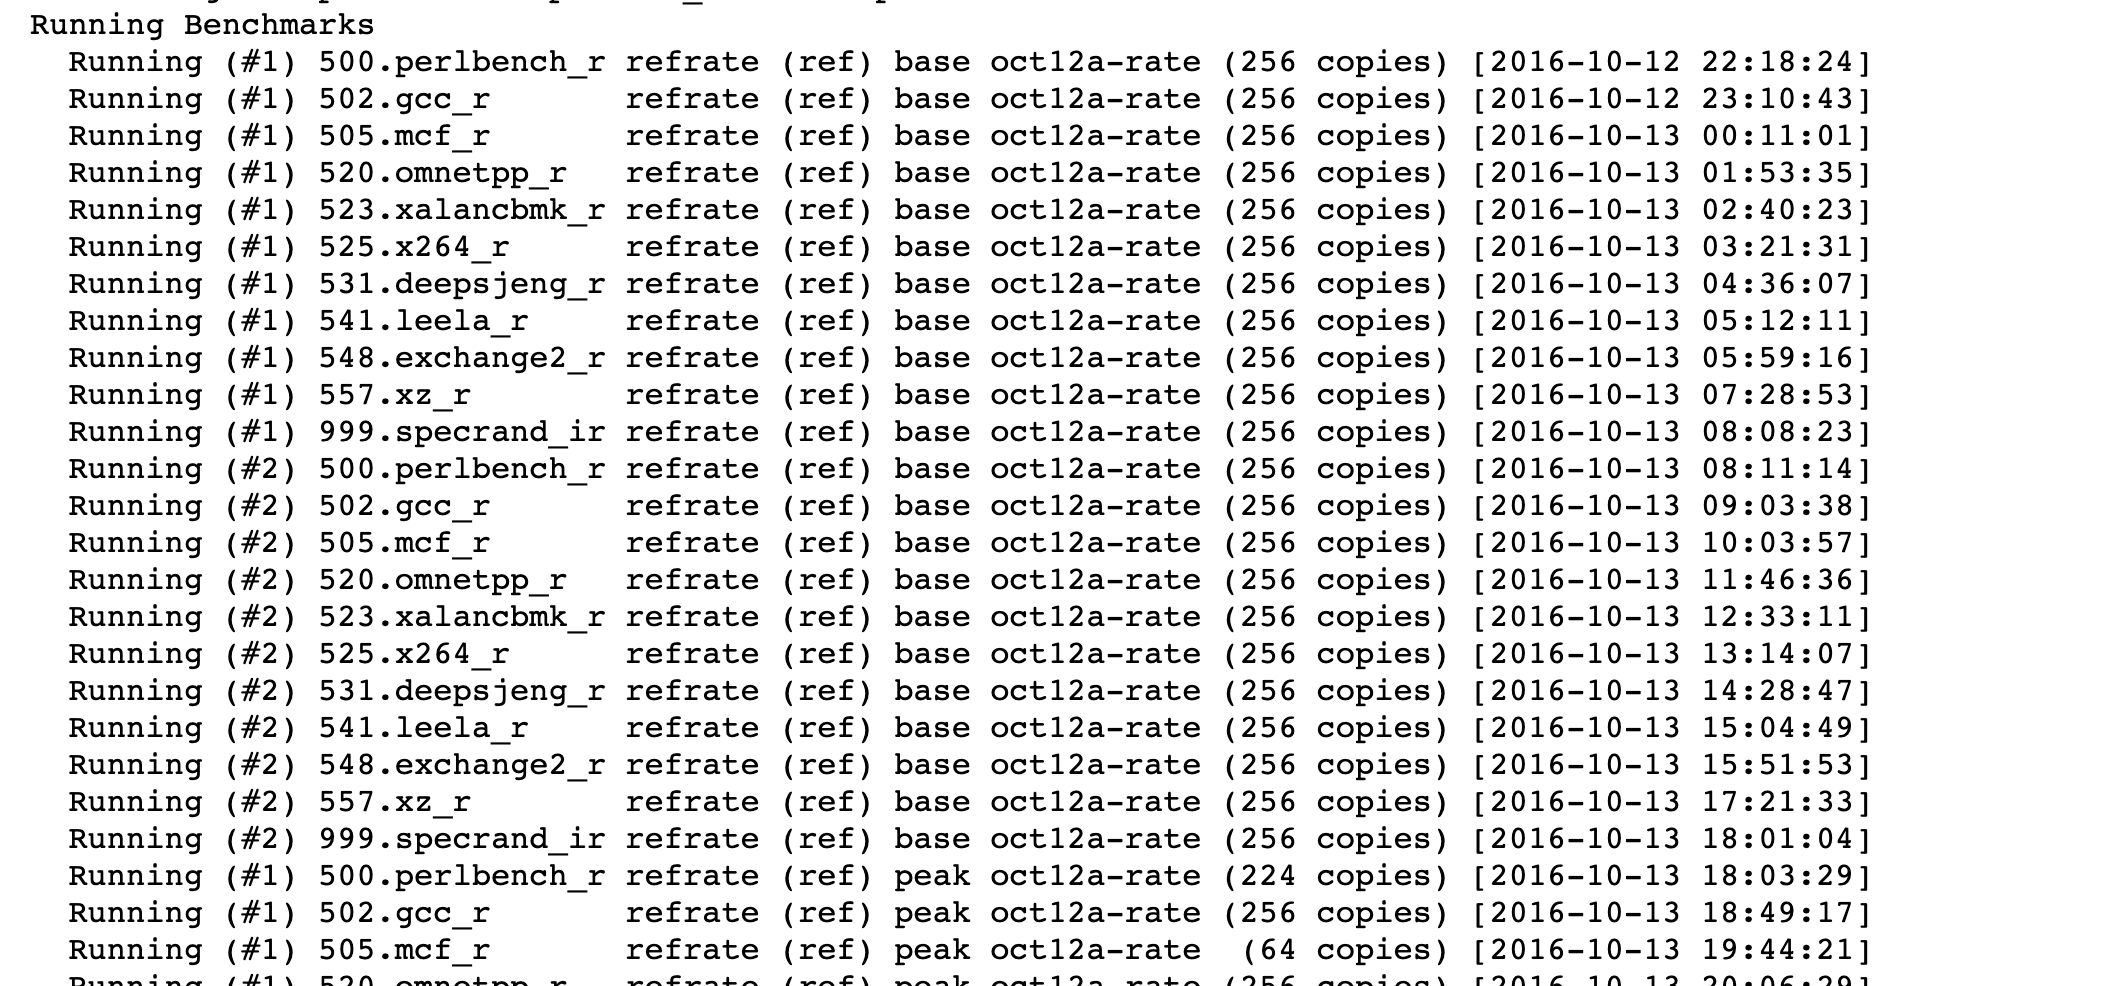 Running Benchmarks
Running (#1) 500.perlbench_r refrate (ref) base oct12a-rate (256 copies) [2016-10-12 22:18:24]
Running (#1) 502.gcc_r       refrate (ref) base oct12a-rate (256 copies) [2016-10-12 23:10:43]
Running (#1) 505.mcf_r       refrate (ref) base oct12a-rate (256 copies) [2016-10-13 00:11:01]
Running (#1) 520.omnetpp_r   refrate (ref) base oct12a-rate (256 copies) [2016-10-13 01:53:35]
Running (#1) 523.xalancbmk_r refrate (ref) base oct12a-rate (256 copies) [2016-10-13 02:40:23]
Running (#1) 525.x264_r      refrate (ref) base oct12a-rate (256 copies) [2016-10-13 03:21:31]
Running (#1) 531.deepsjeng_r refrate (ref) base oct12a-rate (256 copies) [2016-10-13 04:36:07]
Running (#1) 541.leela_r     refrate (ref) base oct12a-rate (256 copies) [2016-10-13 05:12:11]
Running (#1) 548.exchange2_r refrate (ref) base oct12a-rate (256 copies) [2016-10-13 05:59:16]
Running (#1) 557.xz_r        refrate (ref) base oct12a-rate (256 copies) [2016-10-13 07:28:53]
Running (#1) 999.specrand_ir refrate (ref) base oct12a-rate (256 copies) [2016-10-13 08:08:23]
Running (#2) 500.perlbench_r refrate (ref) base oct12a-rate (256 copies) [2016-10-13 08:11:14]
Running (#2) 502.gcc_r       refrate (ref) base oct12a-rate (256 copies) [2016-10-13 09:03:38]
Running (#2) 505.mcf_r       refrate (ref) base oct12a-rate (256 copies) [2016-10-13 10:03:57]
Running (#2) 520.omnetpp_r   refrate (ref) base oct12a-rate (256 copies) [2016-10-13 11:46:36]
Running (#2) 523.xalancbmk_r refrate (ref) base oct12a-rate (256 copies) [2016-10-13 12:33:11]
Running (#2) 525.x264_r      refrate (ref) base oct12a-rate (256 copies) [2016-10-13 13:14:07]
Running (#2) 531.deepsjeng_r refrate (ref) base oct12a-rate (256 copies) [2016-10-13 14:28:47]
Running (#2) 541.leela_r     refrate (ref) base oct12a-rate (256 copies) [2016-10-13 15:04:49]
Running (#2) 548.exchange2_r refrate (ref) base oct12a-rate (256 copies) [2016-10-13 15:51:53]
Running (#2) 557.xz_r        refrate (ref) base oct12a-rate (256 copies) [2016-10-13 17:21:33]
Running (#2) 999.specrand_ir refrate (ref) base oct12a-rate (256 copies) [2016-10-13 18:01:04]
Running (#1) 500.perlbench_r refrate (ref) peak oct12a-rate (224 copies) [2016-10-13 18:03:29]
Running (#1) 502.gcc_r       refrate (ref) peak oct12a-rate (256 copies) [2016-10-13 18:49:17]
Running (#1) 505.mcf_r       refrate (ref) peak oct12a-rate  (64 copies) [2016-10-13 19:44:21]